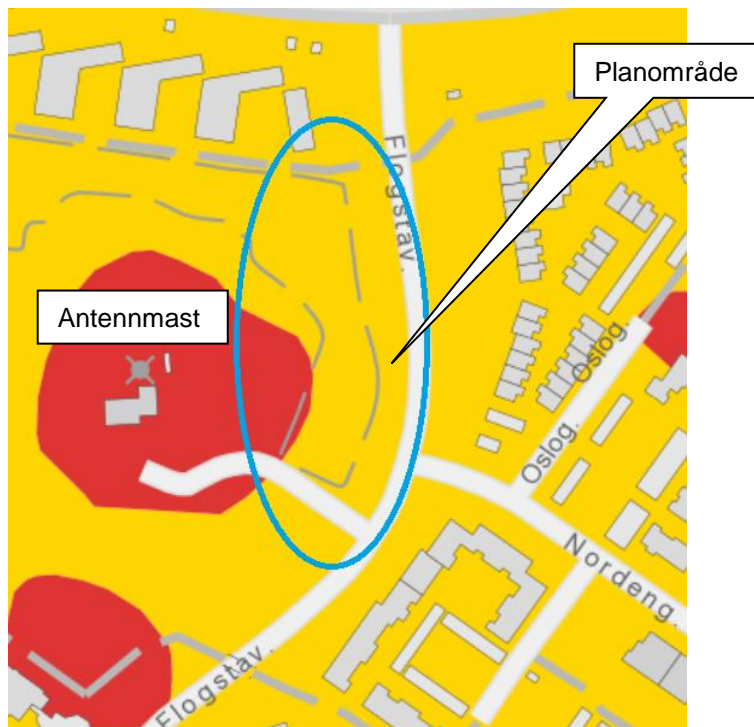 Planområde
Flogstav.
Antennmast
Oslog.
Oslog.
Nordeng.
Flogstav.